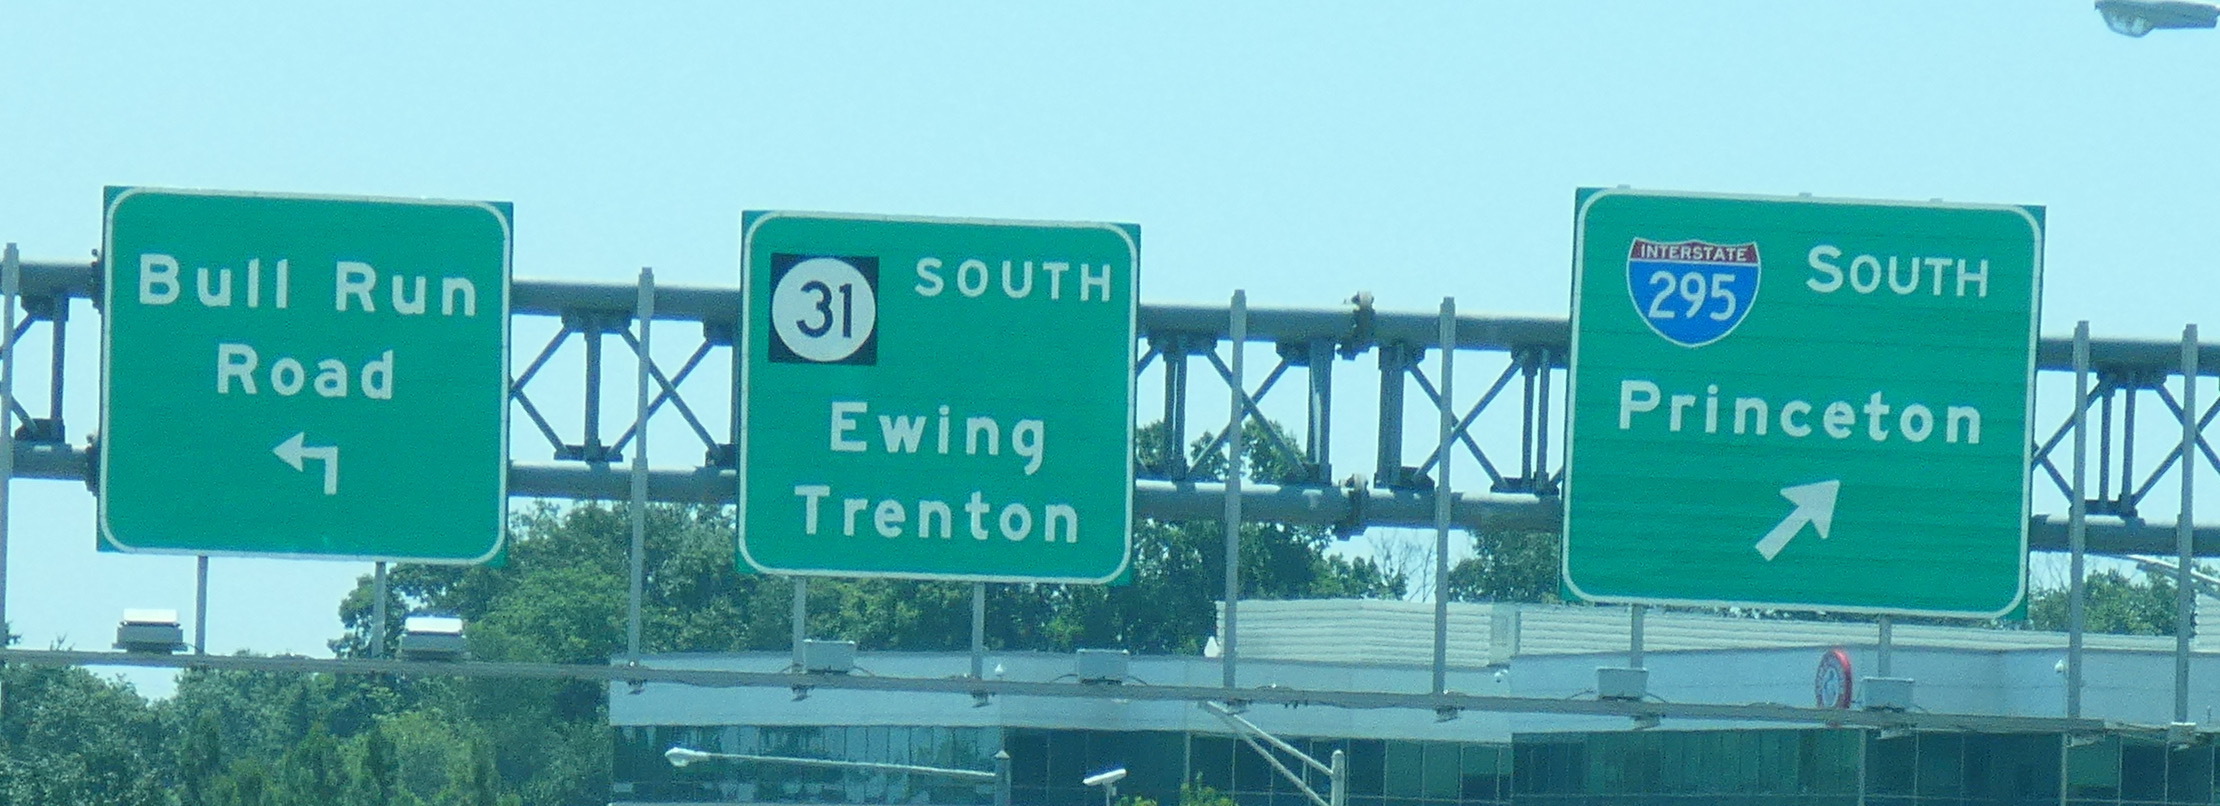 Bull Run
Road
31 SOUTH
Ewing
Trenton
INTERSTATE
295 SOUTH
Princeton